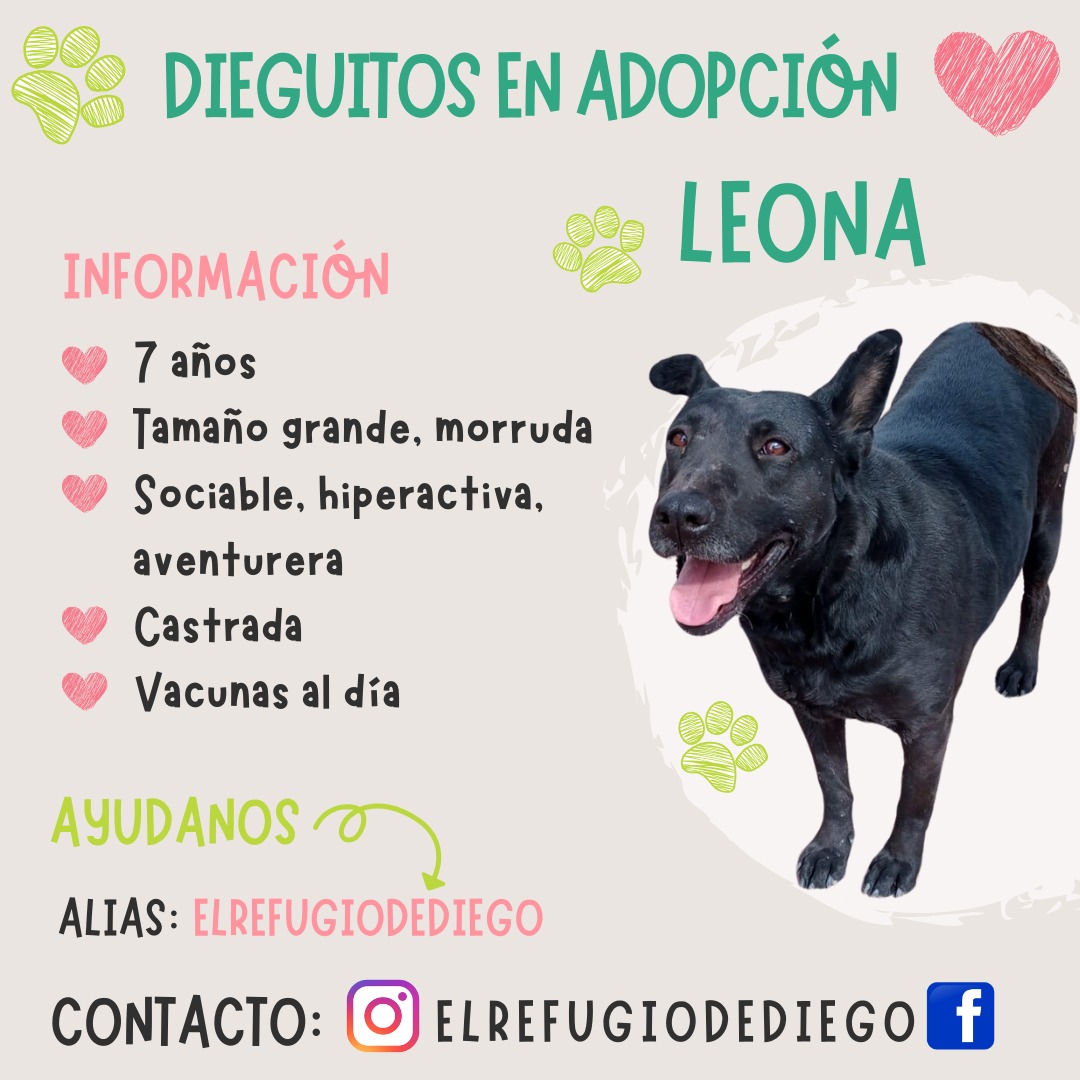 DIEGUITOS EN ADOPCIÓN
LEONA
INFORMACIÓN
7 años
Tamaño grande, morruda
Sociable, hiperactiva,
aventurera
Castrada
Vacunas al día
AYUDANOS
ALIAS: ELREFUGIODEDIEGO
CONTACTO: ELREFUGIODEDIEGO f